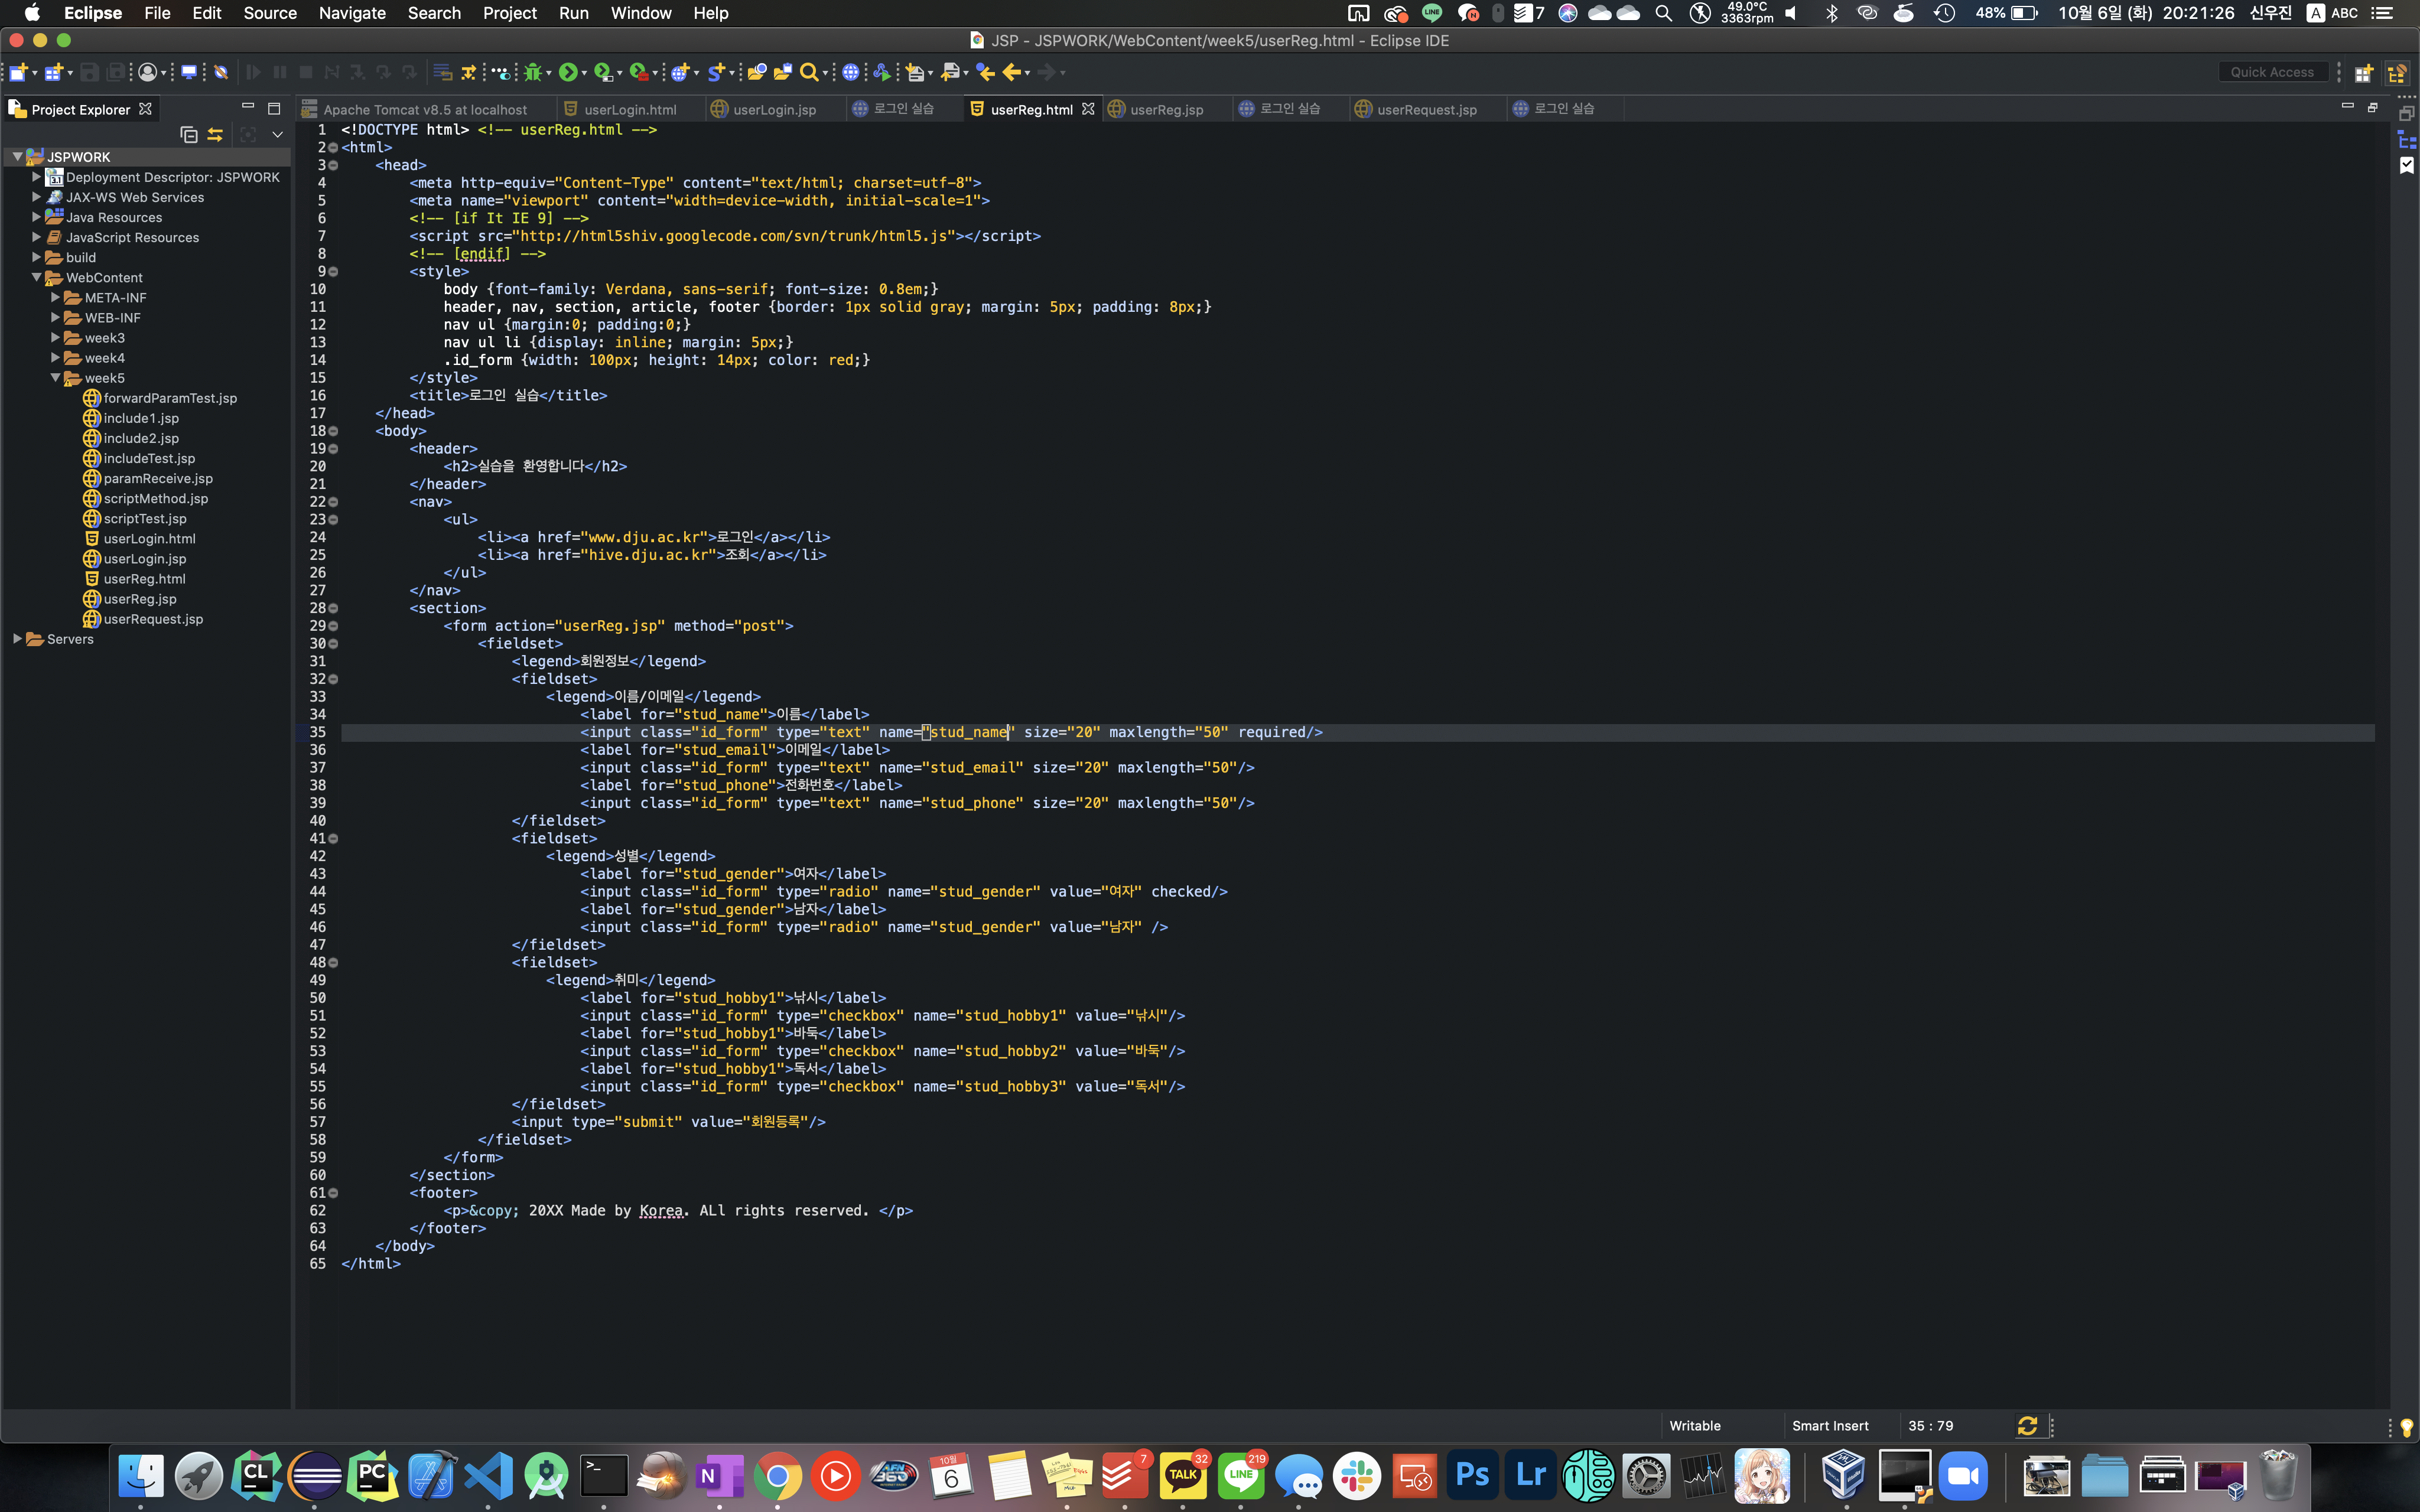 Eclipse File Edit Source Navigate Search Project Run Window Help
7 49.0°C 3363rpm 48% 10월 6일 (화) 20:21:26 신우진 A ABC
JSP - JSPWORK/WebContent/week5/userReg.html - Eclipse IDE
Quick Access
Project Explorer
Apache Tomcat v8.5 at localhost userLogin.html userLogin.jsp 로그인 실습 userReg.html userReg.jsp 로그인 실습 userRequest.jsp 로그인 실습
JSPWORK
Deployment Descriptor: JSPWORK
JAX-WS Web Services
Java Resources
JavaScript Resources
build
WebContent
META-INF
WEB-INF
week3
week4
week5
forwardParamTest.jsp
include1.jsp
include2.jsp
includeTest.jsp
paramReceive.jsp
scriptMethod.jsp
scriptTest.jsp
userLogin.html
userLogin.jsp
userReg.html
userReg.jsp
userRequest.jsp
Servers
1 <!DOCTYPE html> <!-- userReg.html -->
2 <html>
3 <head>
4 <meta http-equiv="Content-Type" content="text/html; charset=utf-8">
5 <meta name="viewport" content="width=device-width, initial-scale=1">
6 <!-- [if It IE 9] -->
7 <script src="http://html5shiv.googlecode.com/svn/trunk/html5.js"></script>
8 <!-- [endif] -->
9 <style>
10 body {font-family: Verdana, sans-serif; font-size: 0.8em;}
11 header, nav, section, article, footer {border: 1px solid gray; margin: 5px; padding: 8px;}
12 nav ul {margin:0; padding:0;}
13 nav ul li {display: inline; margin: 5px;}
14 .id_form {width: 100px; height: 14px; color: red;}
15 </style>
16 <title>로그인 실습</title>
17 </head>
18 <body>
19 <header>
20 <h2>실습을 환영합니다</h2>
21 </header>
22 <nav>
23 <ul>
24 <li><a href="www.dju.ac.kr">로그인</a></li>
25 <li><a href="hive.dju.ac.kr">조회</a></li>
26 </ul>
27 </nav>
28 <section>
29 <form action="userReg.jsp" method="post">
30 <fieldset>
31 <legend>회원정보</legend>
32 <fieldset>
33 <legend>이름/이메일</legend>
34 <label for="stud_name">이름</label>
35 <input class="id_form" type="text" name="stud_name" size="20" maxlength="50" required/>
36 <label for="stud_email">이메일</label>
37 <input class="id_form" type="text" name="stud_email" size="20" maxlength="50"/>
38 <label for="stud_phone">전화번호</label>
39 <input class="id_form" type="text" name="stud_phone" size="20" maxlength="50"/>
40 </fieldset>
41 <fieldset>
42 <legend>성별</legend>
43 <label for="stud_gender">여자</label>
44 <input class="id_form" type="radio" name="stud_gender" value="여자" checked/>
45 <label for="stud_gender">남자</label>
46 <input class="id_form" type="radio" name="stud_gender" value="남자" />
47 </fieldset>
48 <fieldset>
49 <legend>취미</legend>
50 <label for="stud_hobby1">낚시</label>
51 <input class="id_form" type="checkbox" name="stud_hobby1" value="낚시"/>
52 <label for="stud_hobby1">바둑</label>
53 <input class="id_form" type="checkbox" name="stud_hobby2" value="바둑"/>
54 <label for="stud_hobby1">독서</label>
55 <input class="id_form" type="checkbox" name="stud_hobby3" value="독서"/>
56 </fieldset>
57 <input type="submit" value="회원등록"/>
58 </fieldset>
59 </form>
60 </section>
61 <footer>
62 <p>&copy; 20XX Made by Korea. ALl rights reserved. </p>
63 </footer>
64 </body>
65 </html>
Writable Smart Insert 35 : 79
CL PC >_ N AFN 360 10월 6 7 TALK 32 LINE 219 Ps Lr